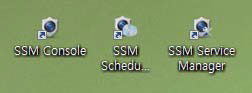 SSM Console
SSM
Schedu...
SSM Service
Manager